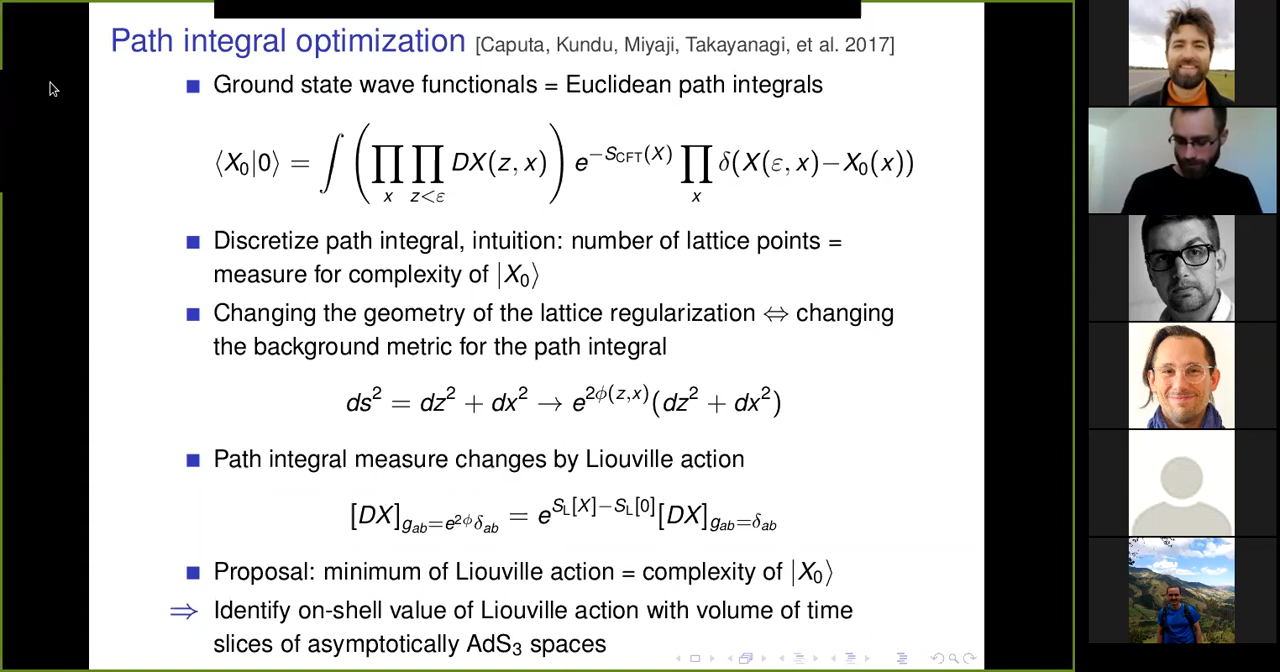 Path integral optimization [Caputa, Kundu, Miyaji, Takayanagi, et al. 2017]
■ Ground state wave functionals = Euclidean path integrals
⟨X₀|0⟩ = ∫ (∏_x ∏_{z<ε} DX(z, x)) e^{−S_CFT(X)} ∏_x δ(X(ε, x)−X₀(x))
■ Discretize path integral, intuition: number of lattice points =
measure for complexity of |X₀⟩
■ Changing the geometry of the lattice regularization ⇔ changing
the background metric for the path integral
ds² = dz² + dx² → e^{2ϕ(z,x)}(dz² + dx²)
■ Path integral measure changes by Liouville action
[DX]_{g_{ab}=e^{2ϕ}δ_{ab}} = e^{S_L[X]−S_L[0]}[DX]_{g_{ab}=δ_{ab}}
■ Proposal: minimum of Liouville action = complexity of |X₀⟩
⇒ Identify on-shell value of Liouville action with volume of time
slices of asymptotically AdS₃ spaces